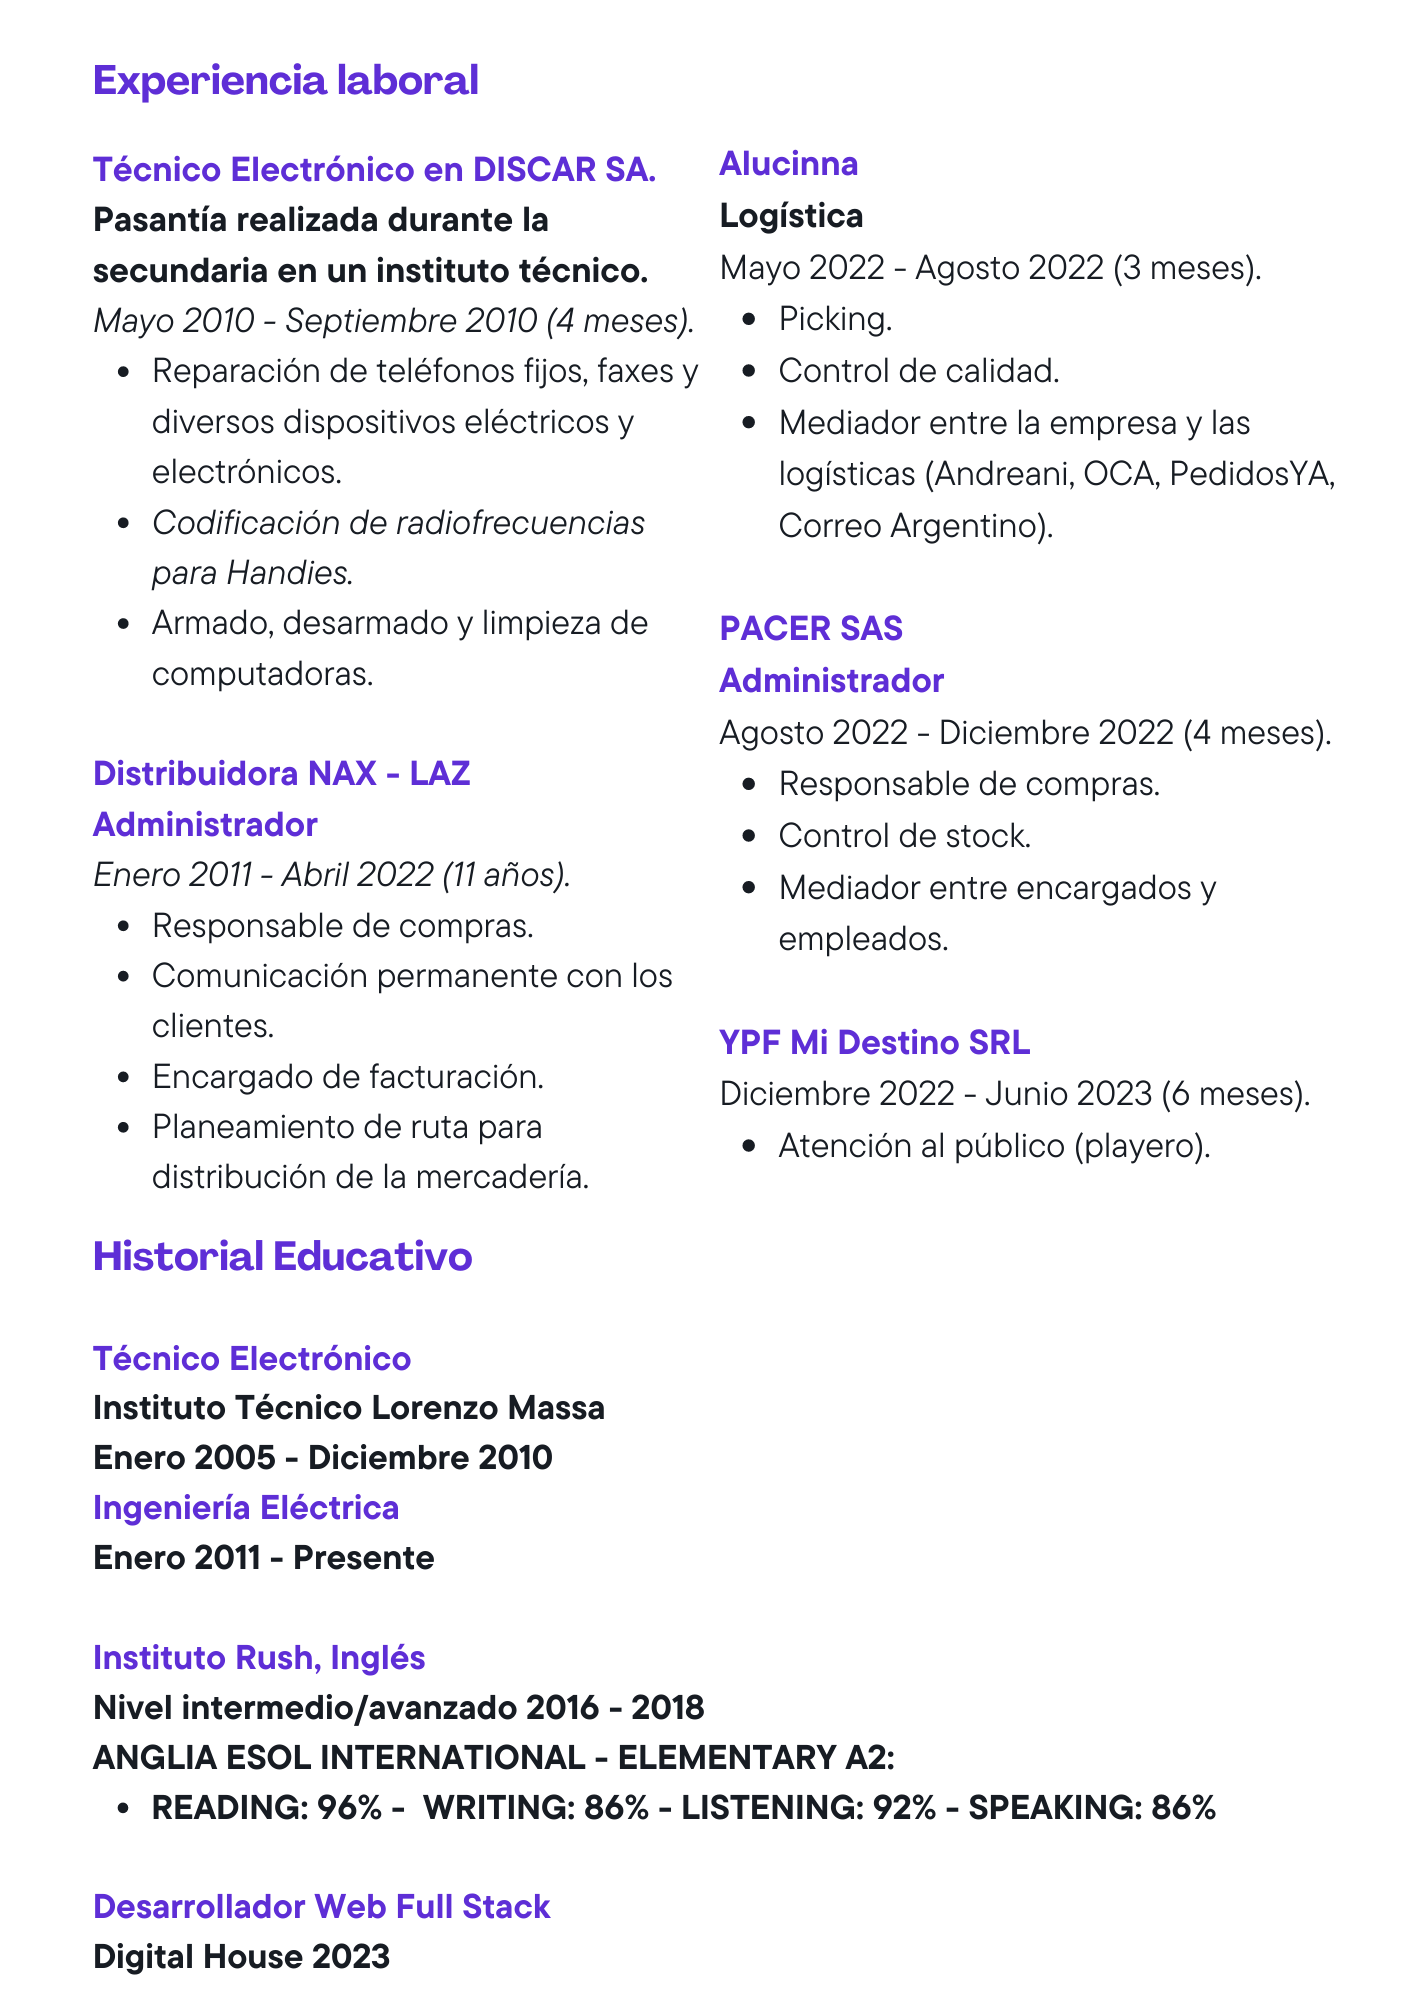 Experiencia laboral
Técnico Electrónico en DISCAR SA.
Pasantía realizada durante la
secundaria en un instituto técnico.
Mayo 2010 - Septiembre 2010 (4 meses).
• Reparación de teléfonos fijos, faxes y
diversos dispositivos eléctricos y
electrónicos.
• Codificación de radiofrecuencias
para Handies.
• Armado, desarmado y limpieza de
computadoras.
Distribuidora NAX - LAZ
Administrador
Enero 2011 - Abril 2022 (11 años).
• Responsable de compras.
• Comunicación permanente con los
clientes.
• Encargado de facturación.
• Planeamiento de ruta para
distribución de la mercadería.
Alucinna
Logística
Mayo 2022 - Agosto 2022 (3 meses).
• Picking.
• Control de calidad.
• Mediador entre la empresa y las
logísticas (Andreani, OCA, PedidosYA,
Correo Argentino).
PACER SAS
Administrador
Agosto 2022 - Diciembre 2022 (4 meses).
• Responsable de compras.
• Control de stock.
• Mediador entre encargados y
empleados.
YPF Mi Destino SRL
Diciembre 2022 - Junio 2023 (6 meses).
• Atención al público (playero).
Historial Educativo
Técnico Electrónico
Instituto Técnico Lorenzo Massa
Enero 2005 - Diciembre 2010
Ingeniería Eléctrica
Enero 2011 - Presente
Instituto Rush, Inglés
Nivel intermedio/avanzado 2016 - 2018
ANGLIA ESOL INTERNATIONAL - ELEMENTARY A2:
• READING: 96% - WRITING: 86% - LISTENING: 92% - SPEAKING: 86%
Desarrollador Web Full Stack
Digital House 2023